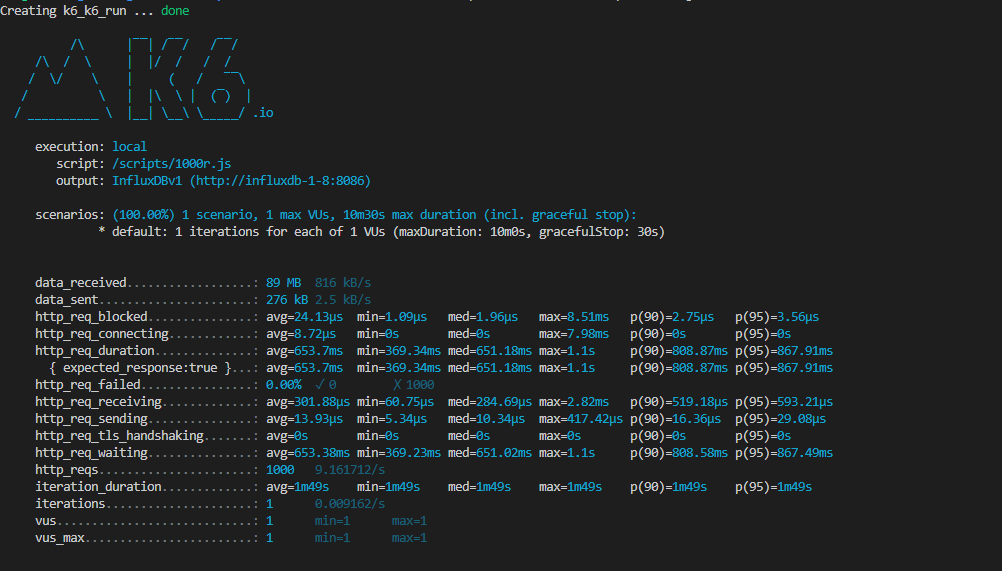 Creating k6_k6_run ... done
.io
execution: local
script: /scripts/1000r.js
output: InfluxDBv1 (http://influxdb-1-8:8086)
scenarios: (100.00%) 1 scenario, 1 max VUs, 10m30s max duration (incl. graceful stop):
* default: 1 iterations for each of 1 VUs (maxDuration: 10m0s, gracefulStop: 30s)
data_received..................: 89 MB  816 kB/s
data_sent......................: 276 kB 2.5 kB/s
http_req_blocked...............: avg=24.13µs  min=1.09µs   med=1.96µs   max=8.51ms   p(90)=2.75µs   p(95)=3.56µs
http_req_connecting............: avg=8.72µs   min=0s       med=0s       max=7.98ms   p(90)=0s       p(95)=0s
http_req_duration..............: avg=653.7ms  min=369.34ms med=651.18ms max=1.1s     p(90)=808.87ms p(95)=867.91ms
{ expected_response:true }...: avg=653.7ms  min=369.34ms med=651.18ms max=1.1s     p(90)=808.87ms p(95)=867.91ms
http_req_failed................: 0.00%  ✓ 0        ✗ 1000
http_req_receiving.............: avg=301.88µs min=60.75µs  med=284.69µs max=2.82ms   p(90)=519.18µs p(95)=593.21µs
http_req_sending...............: avg=13.93µs  min=5.34µs   med=10.34µs  max=417.42µs p(90)=16.36µs  p(95)=29.08µs
http_req_tls_handshaking.......: avg=0s       min=0s       med=0s       max=0s       p(90)=0s       p(95)=0s
http_req_waiting...............: avg=653.38ms min=369.23ms med=651.02ms max=1.1s     p(90)=808.58ms p(95)=867.49ms
http_reqs......................: 1000   9.161712/s
iteration_duration.............: avg=1m49s    min=1m49s    med=1m49s    max=1m49s    p(90)=1m49s    p(95)=1m49s
iterations.....................: 1      0.009162/s
vus............................: 1      min=1      max=1
vus_max........................: 1      min=1      max=1